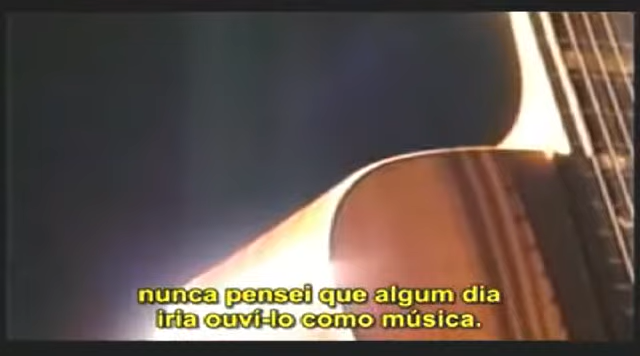 nunca pensei que algum dia
iria ouví-lo como música.